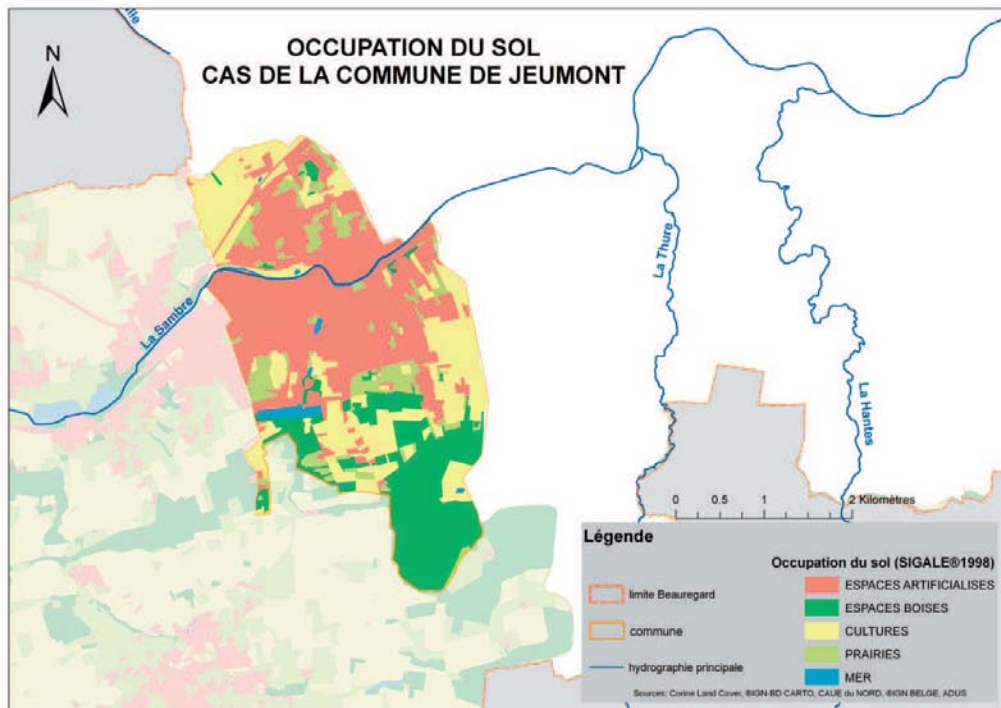 OCCUPATION DU SOL
CAS DE LA COMMUNE DE JEUMONT
N
La Sambre
La Thure
La Hantes
0 0.5 1 2 Kilomètres
Légende
limite Beauregard
commune
hydrographie principale
Occupation du sol (SIGALE®1998)
ESPACES ARTIFICIALISES
ESPACES BOISES
CULTURES
PRAIRIES
MER
Sources: Corine Land Cover, ®IGN-BD CARTO, CAUE du NORD, ®IGN BELGE, ADUS